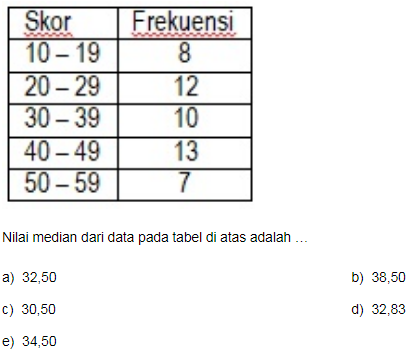 Skor Frekuensi
10 – 19 8
20 – 29 12
30 – 39 10
40 – 49 13
50 – 59 7
Nilai median dari data pada tabel di atas adalah …
a) 32,50 b) 38,50
c) 30,50 d) 32,83
e) 34,50